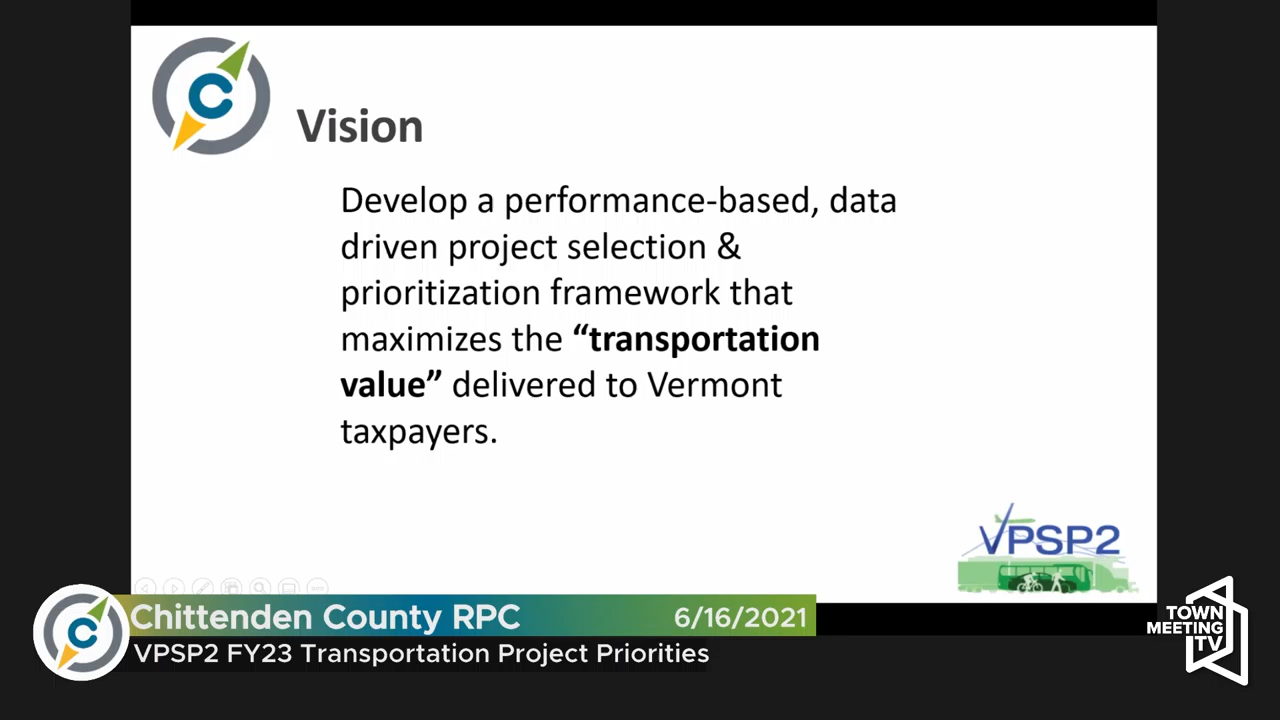 C
Vision
Develop a performance-based, data
driven project selection &
prioritization framework that
maximizes the “transportation
value” delivered to Vermont
taxpayers.
VPSP2
C
Chittenden County RPC 6/16/2021
VPSP2 FY23 Transportation Project Priorities
TOWN
MEETING
TV